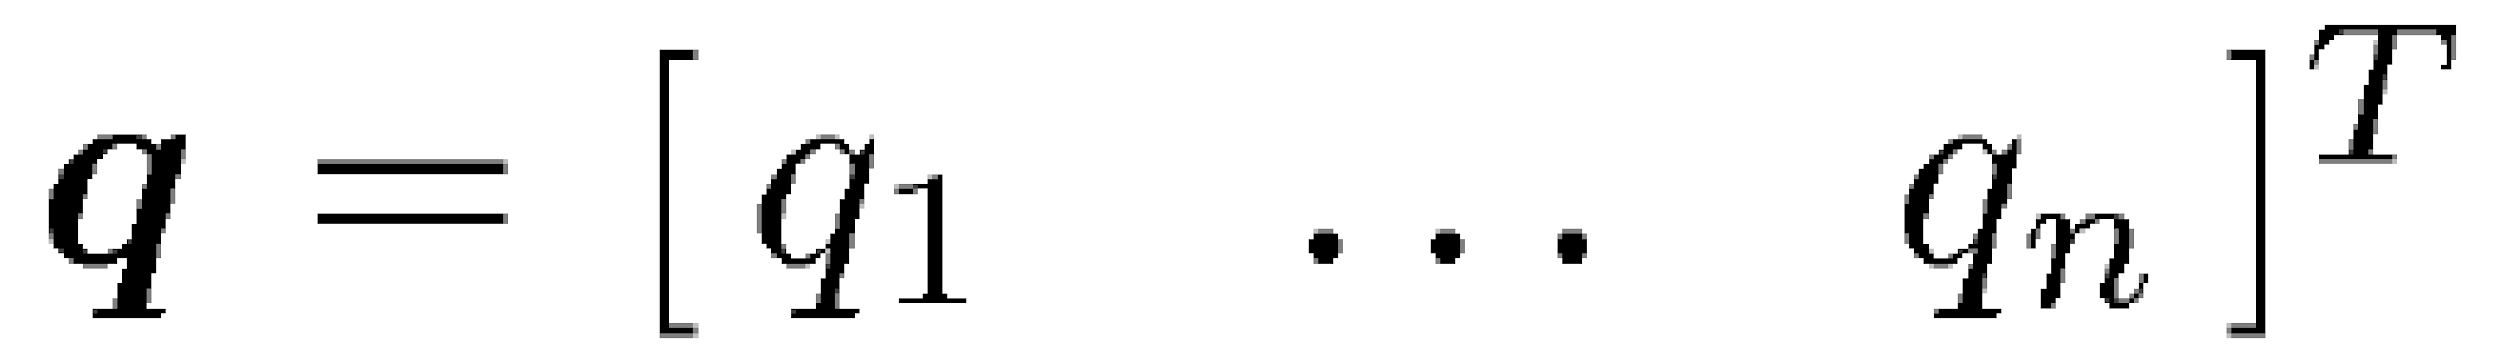 q = [ q₁ ... qₙ ]ᵀ